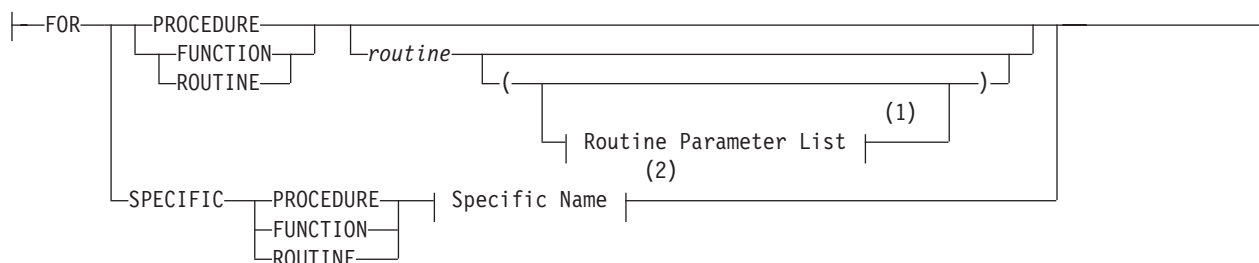 FOR PROCEDURE
FUNCTION routine
ROUTINE ( )
(1)
Routine Parameter List
(2)
SPECIFIC PROCEDURE Specific Name
FUNCTION
ROUTINE